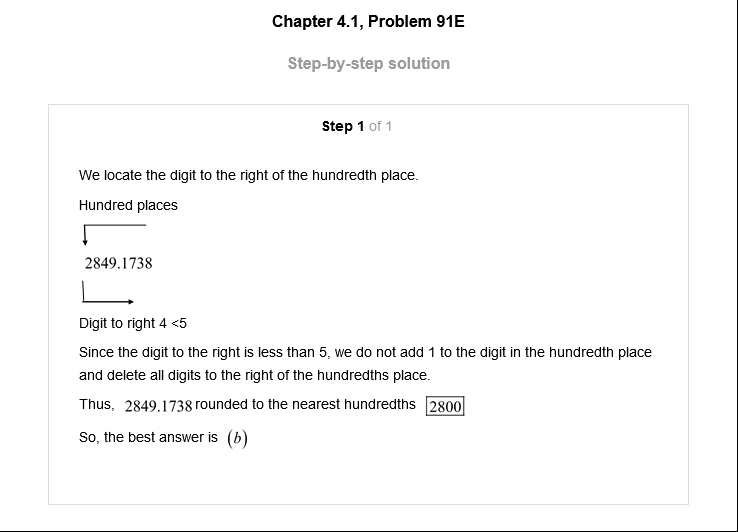 Chapter 4.1, Problem 91E
Step-by-step solution
Step 1 of 1
We locate the digit to the right of the hundredth place.
Hundred places
2849.1738
Digit to right 4 <5
Since the digit to the right is less than 5, we do not add 1 to the digit in the hundredth place
and delete all digits to the right of the hundredths place.
Thus, 2849.1738 rounded to the nearest hundredths 2800
So, the best answer is (b)